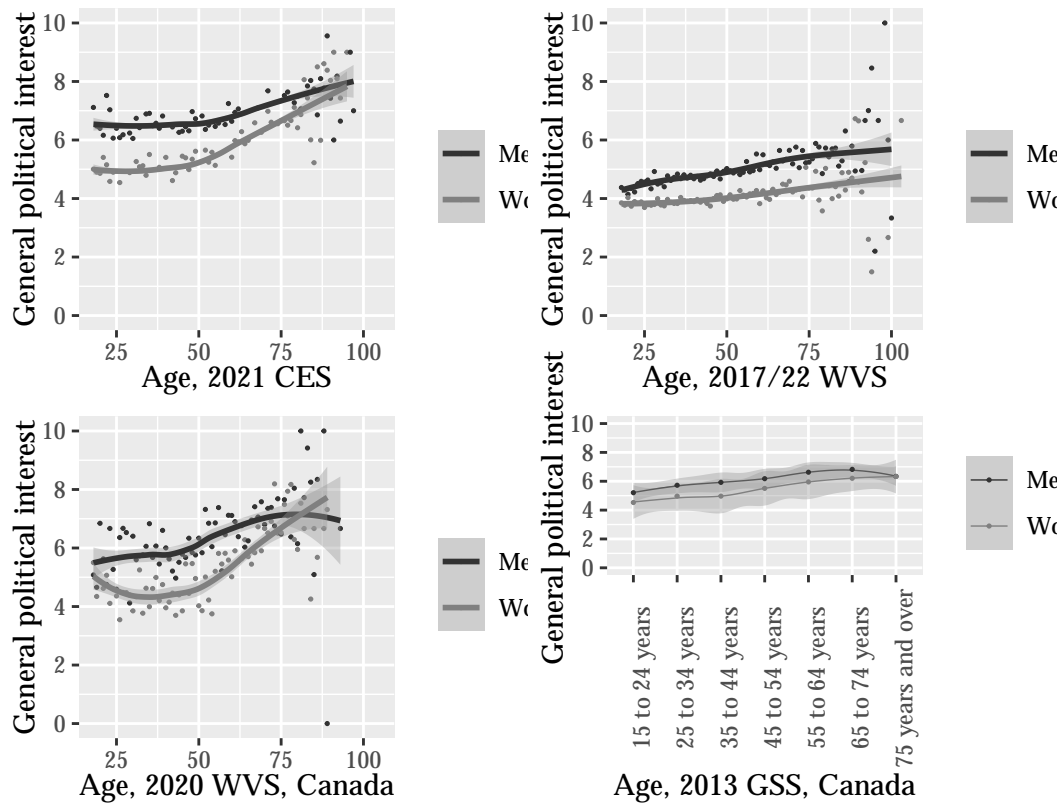 General political interest
10
8
6
4
2
0
25
50
75
100
Age, 2021 CES
Me
Wo
General political interest
10
8
6
4
2
0
25
50
75
100
Age, 2017/22 WVS
Me
Wo
General political interest
10
8
6
4
2
0
25
50
75
100
Age, 2020 WVS, Canada
Me
Wo
General political interest
10
8
6
4
2
0
15 to 24 years
25 to 34 years
35 to 44 years
45 to 54 years
55 to 64 years
65 to 74 years
75 years and over
Age, 2013 GSS, Canada
Me
Wo